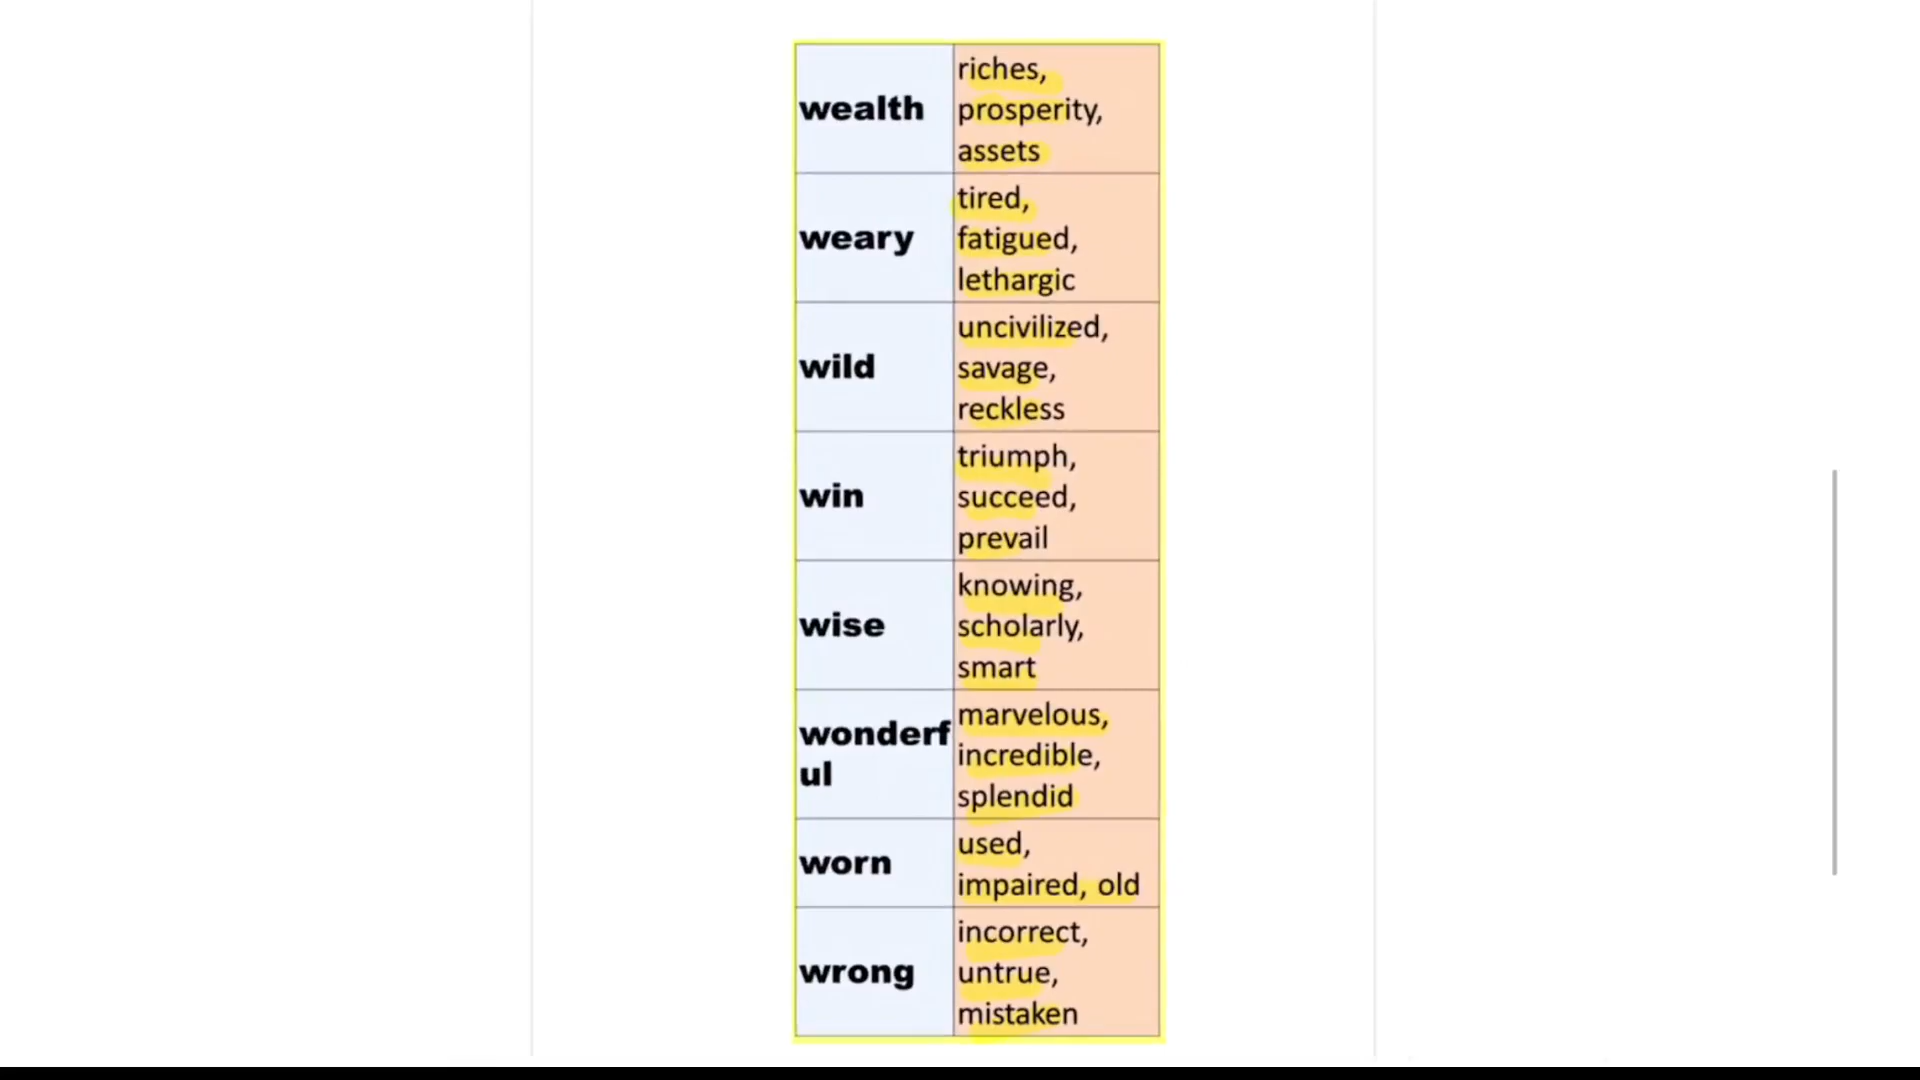 wealth
riches,
prosperity,
assets
weary
tired,
fatigued,
lethargic
wild
uncivilized,
savage,
reckless
win
triumph,
succeed,
prevail
wise
knowing,
scholarly,
smart
wonderf
ul
marvelous,
incredible,
splendid
worn
used,
impaired, old
wrong
incorrect,
untrue,
mistaken